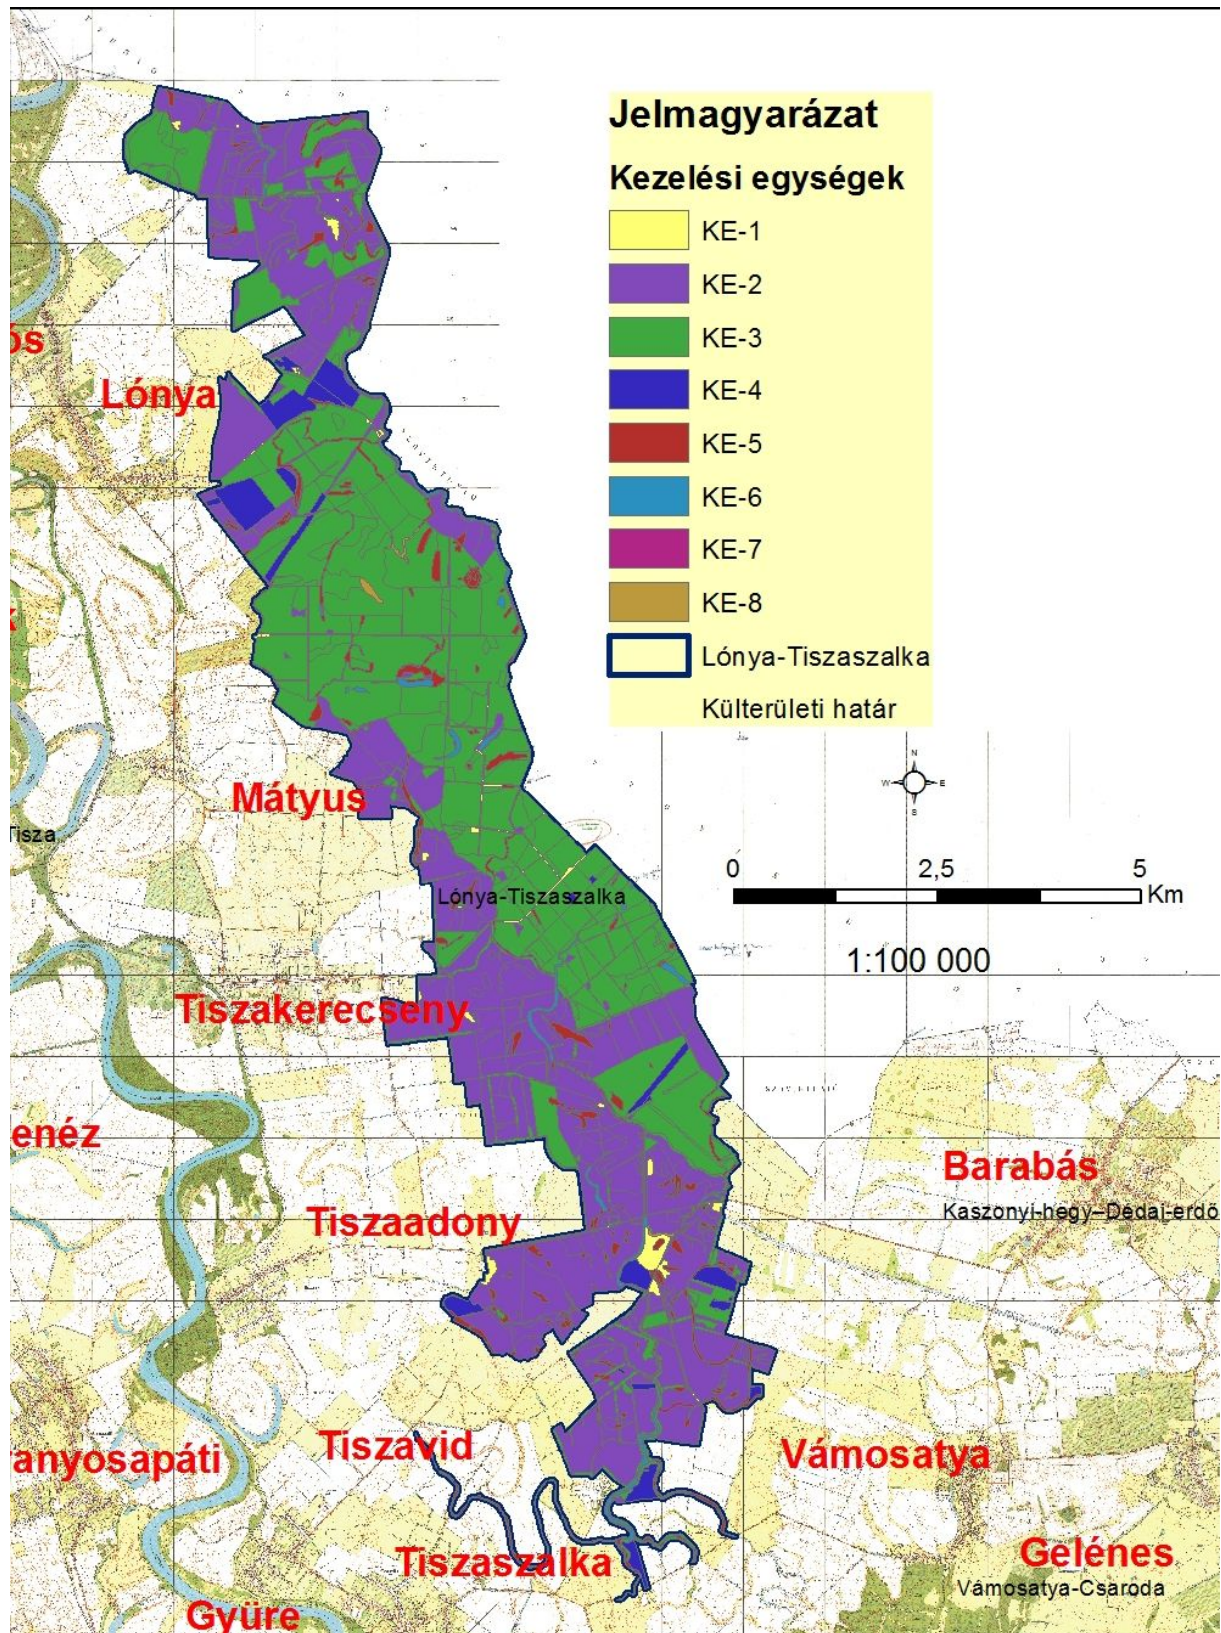 Jelmagyarázat
Kezelési egységek
KE-1
KE-2
KE-3
KE-4
KE-5
KE-6
KE-7
KE-8
Lónya-Tiszaszalka
Külterületi határ
ós
Lónya
Mátyus
Tisza
Lónya-Tiszaszalka
N
W
E
S
0 2,5 5
Km
1:100 000
Tiszakerecseny
enéz
Barabás
Kaszonyi-hegy–Dédai-erdő
Tiszaadony
Tiszavid
ranyosapáti
Vámosatya
Tiszaszalka
Gelénes
Vámosatya-Csaroda
Gyüre